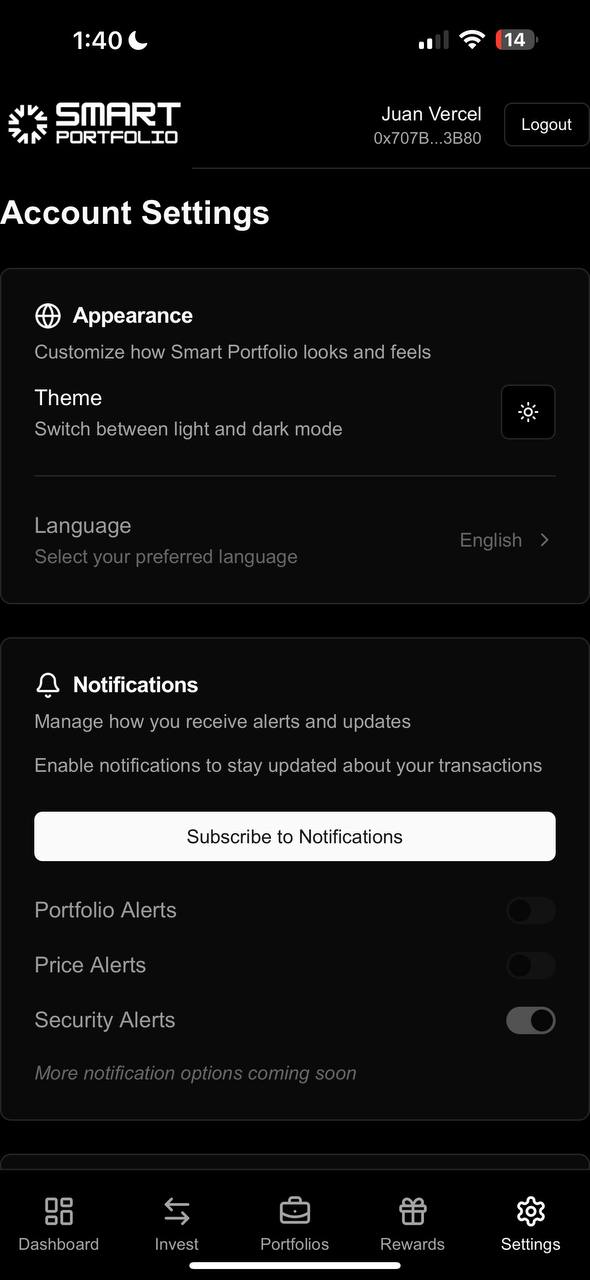 1:40
14
SMART
PORTFOLIO
Juan Vercel
0x707B...3B80
Logout
Account Settings
Appearance
Customize how Smart Portfolio looks and feels
Theme
Switch between light and dark mode
Language
Select your preferred language
English
Notifications
Manage how you receive alerts and updates
Enable notifications to stay updated about your transactions
Subscribe to Notifications
Portfolio Alerts
Price Alerts
Security Alerts
More notification options coming soon
Dashboard
Invest
Portfolios
Rewards
Settings